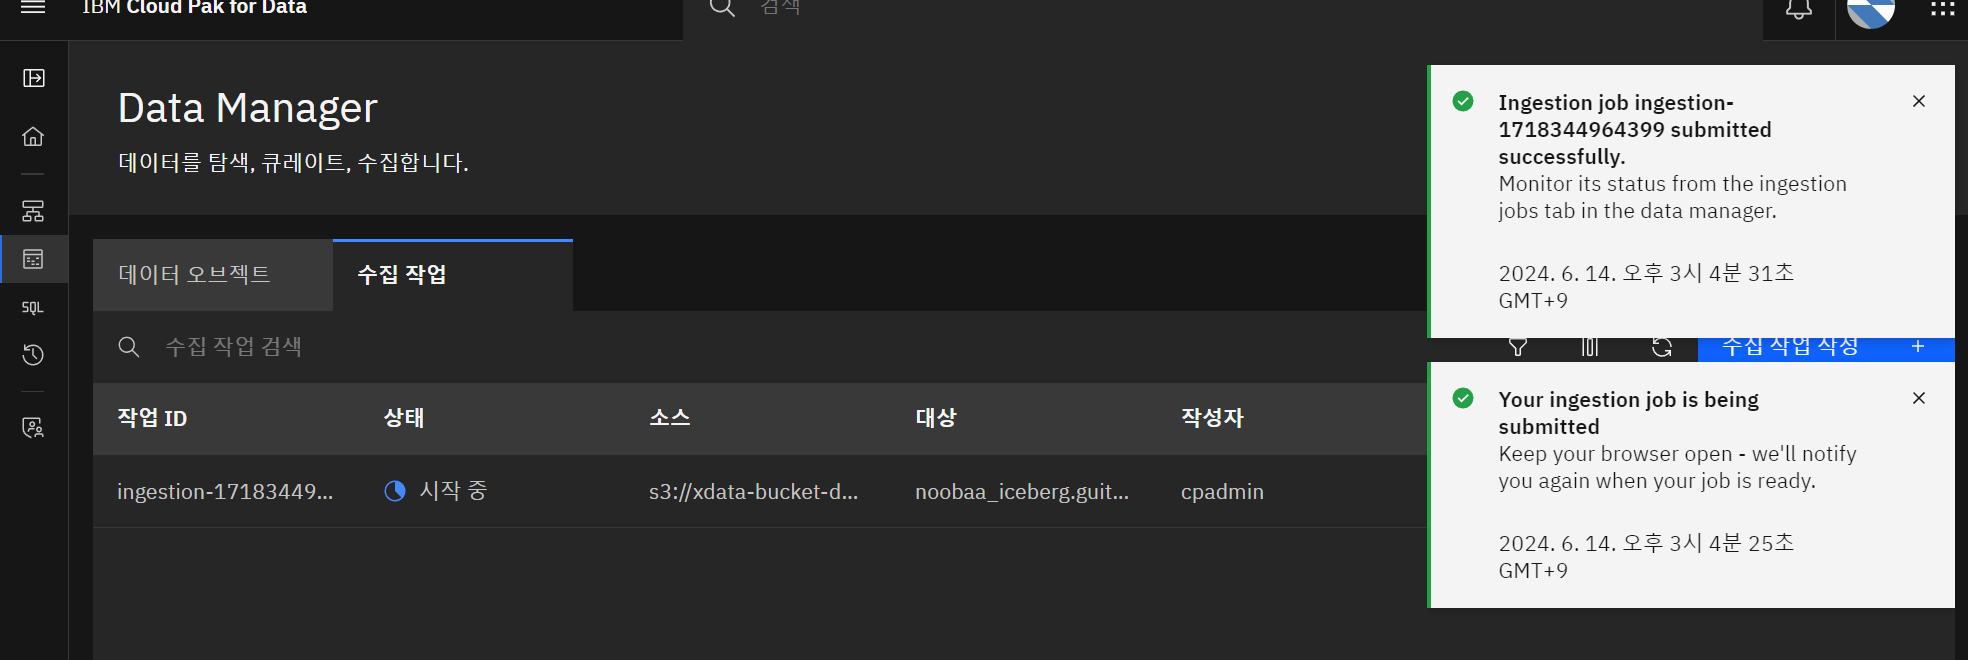 IBM Cloud Pak for Data
검색
Data Manager
데이터를 탐색, 큐레이트, 수집합니다.
데이터 오브젝트
수집 작업
SQL
수집 작업 검색
수집 작업 작성
작업 ID
상태
소스
대상
작성자
ingestion-17183449...
시작 중
s3://xdata-bucket-d...
noobaa_iceberg.guit...
cpadmin
Ingestion job ingestion-
1718344964399 submitted
successfully.
Monitor its status from the ingestion
jobs tab in the data manager.
2024. 6. 14. 오후 3시 4분 31초
GMT+9
Your ingestion job is being
submitted
Keep your browser open - we'll notify
you again when your job is ready.
2024. 6. 14. 오후 3시 4분 25초
GMT+9